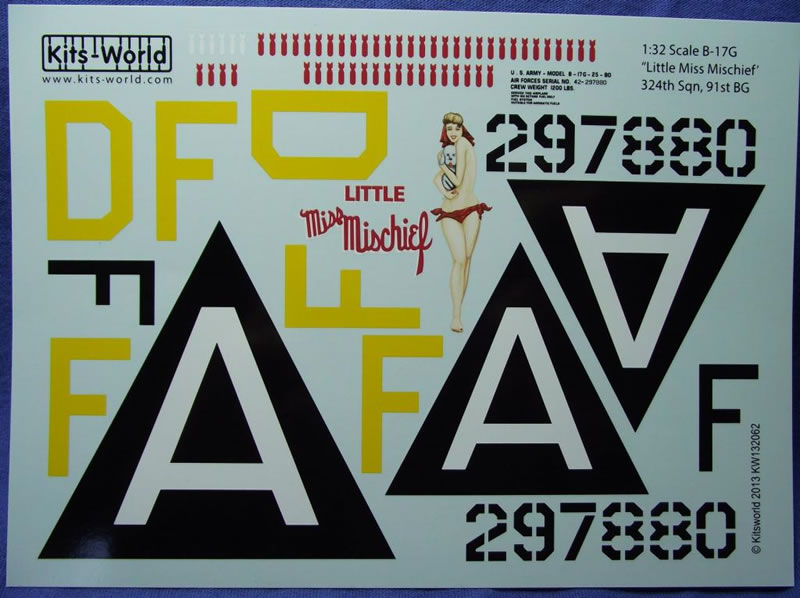 Kits-World
www.kits-world.com
1:32 Scale B-17G
"Little Miss Mischief'
324th Sqn, 91st BG
U. S. ARMY - MODEL B - 17G - 25 - BO
AIR FORCES SERIAL NO. 42-297880
CREW WEIGHT 1200 LBS.
DF
D
297880
LITTLE
Miss Mischief
A
F
F
A
F
F
A
F
297880
© Kitsworld 2013 KW132062